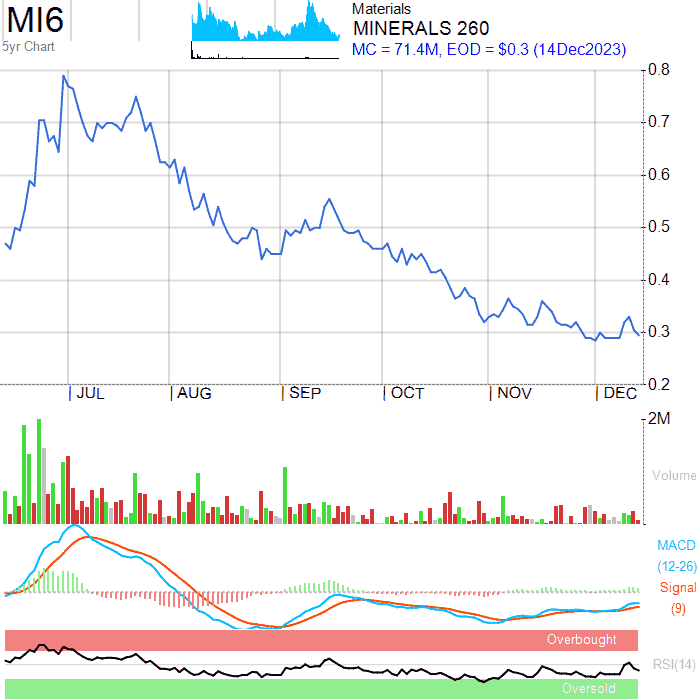 MI6
5yr Chart
Materials
MINERALS 260
MC = 71.4M, EOD = $0.3 (14Dec2023)
0.8
0.7
0.6
0.5
0.4
0.3
0.2
JUL AUG SEP OCT NOV DEC
2M
Volume
MACD
(12-26)
Signal
(9)
Overbought
RSI(14)
Oversold